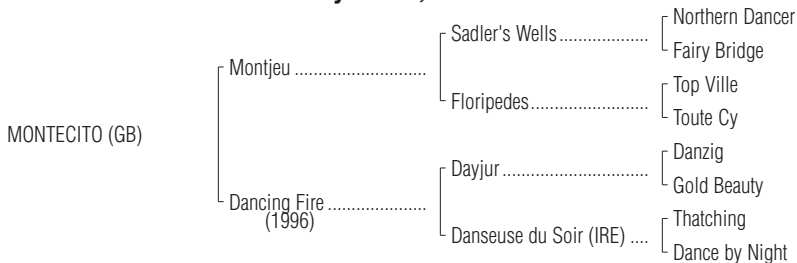 Northern Dancer
Sadler's Wells....................
Fairy Bridge
Montjeu .............................
Top Ville
Floripedes..........................
Toute Cy
MONTECITO (GB)
Danzig
Dayjur ................................
Gold Beauty
Dancing Fire ......................
(1996)
Thatching
Danseuse du Soir (IRE) ....
Dance by Night